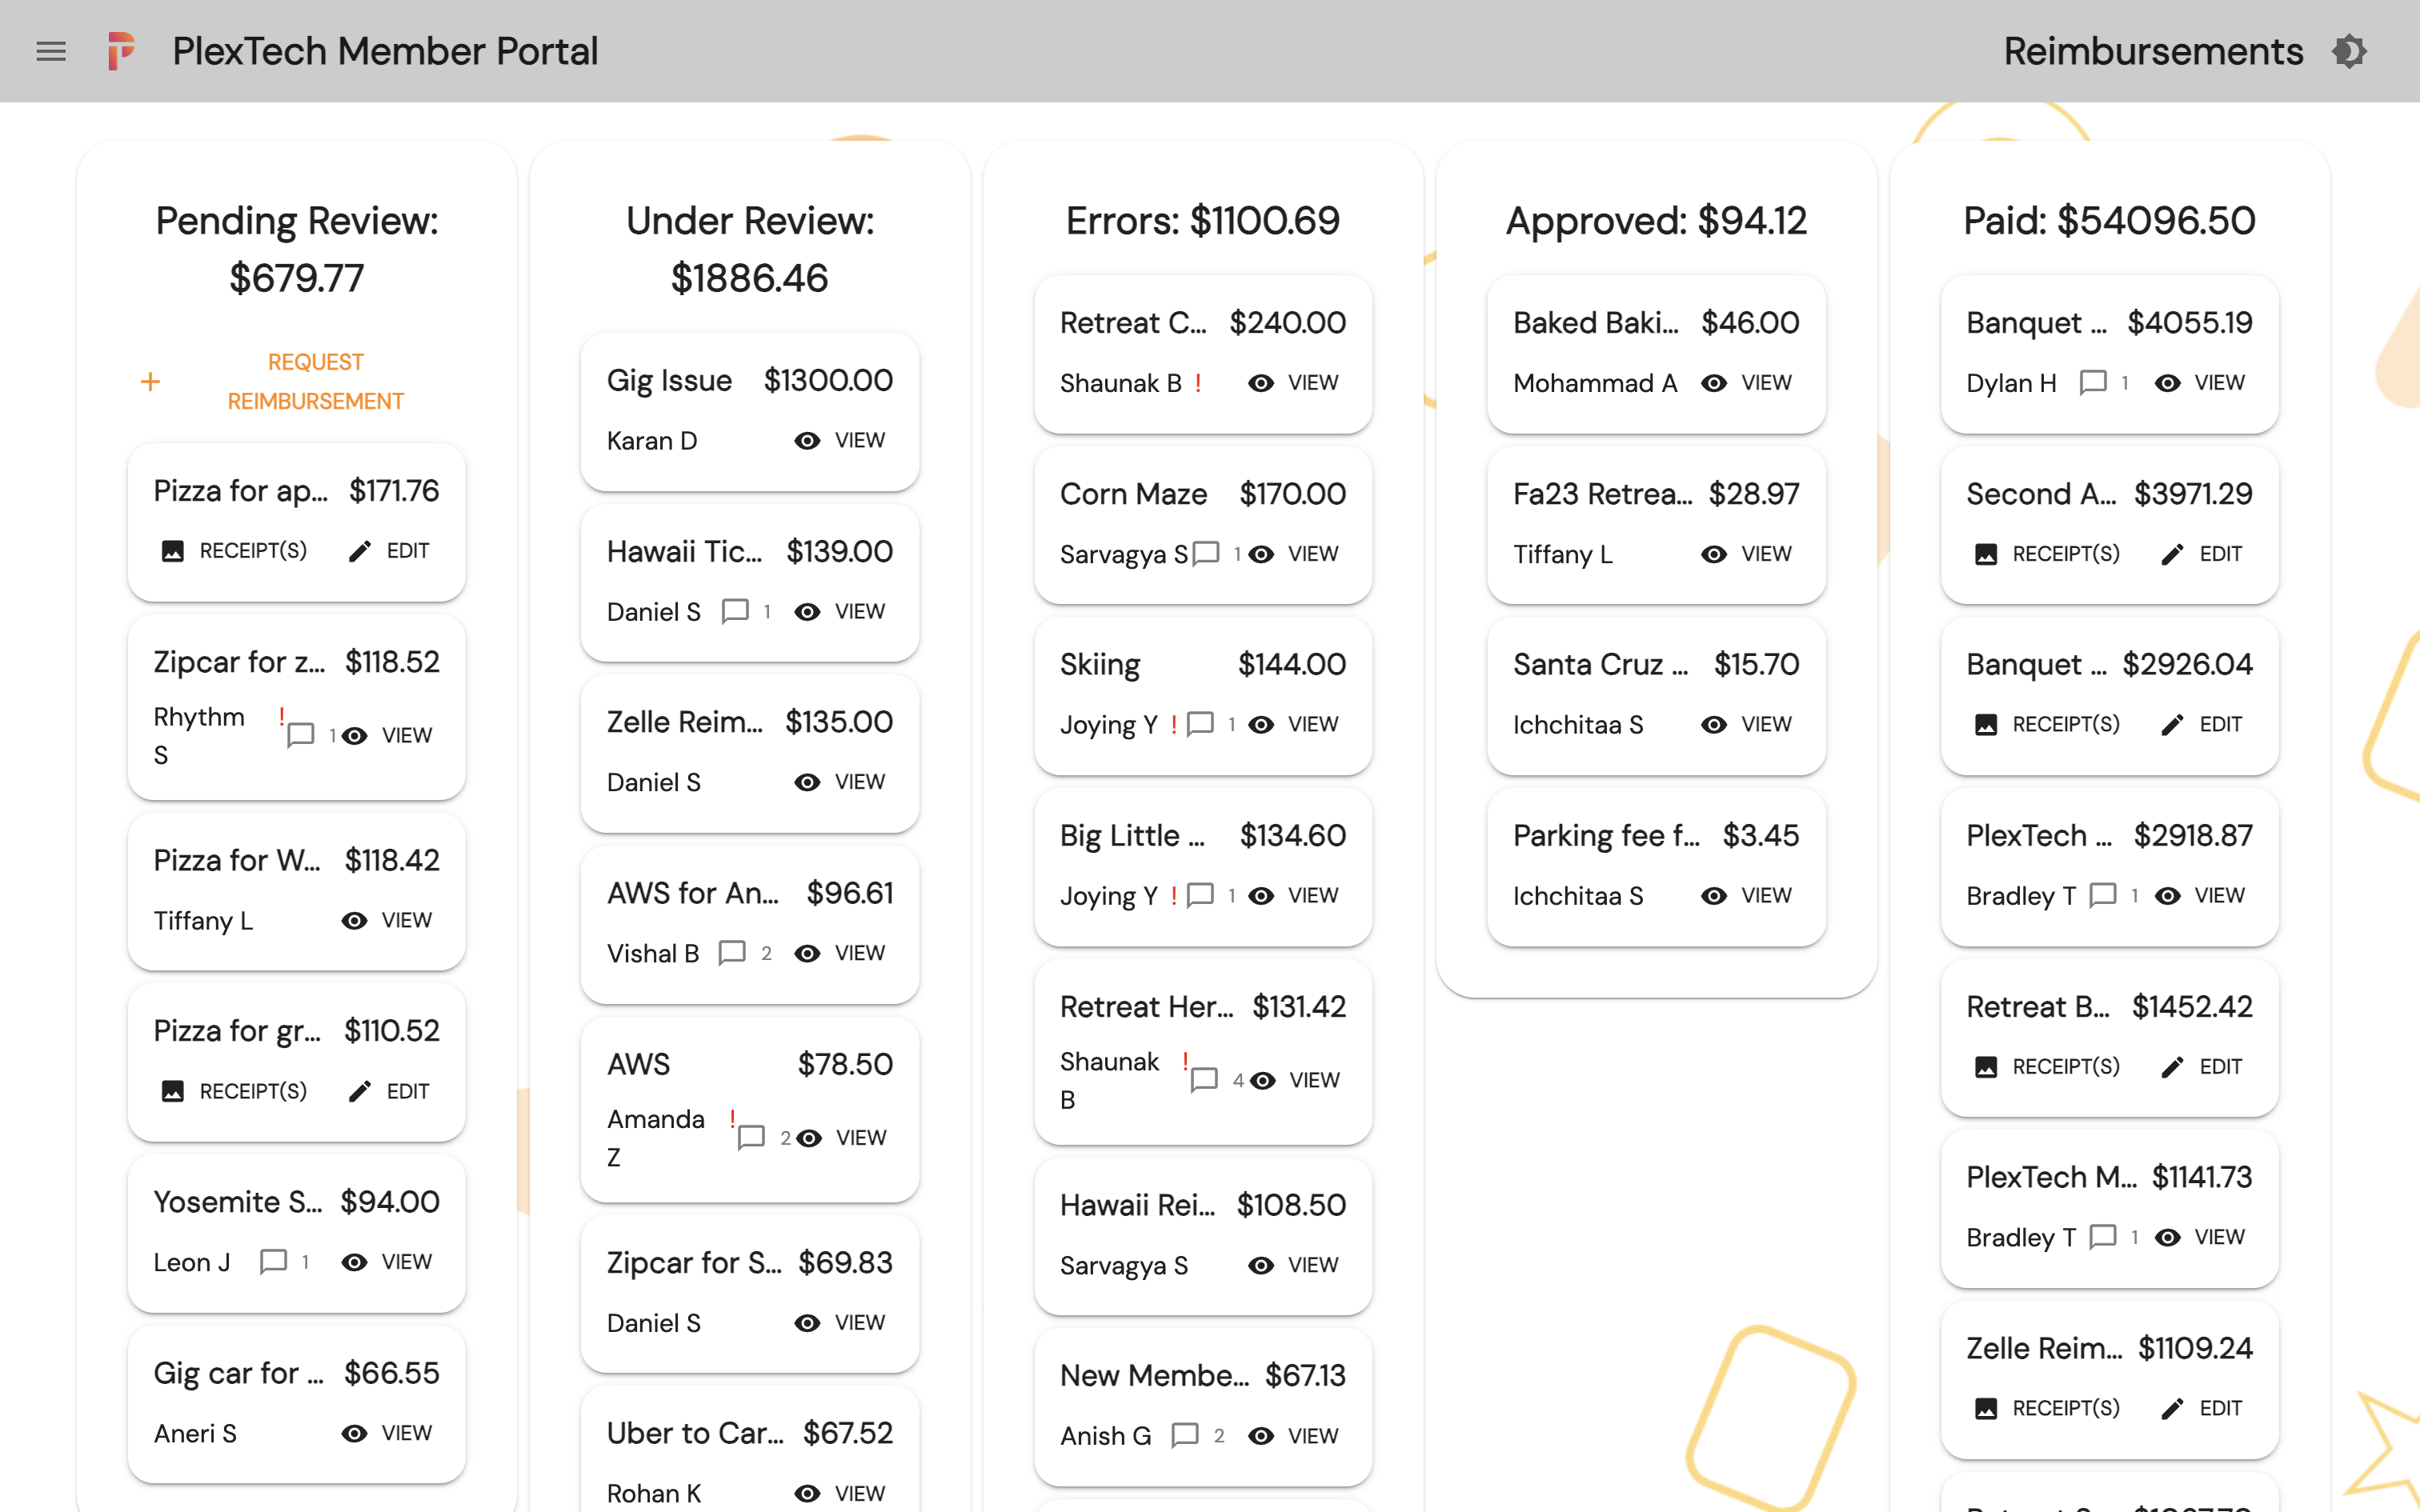 PlexTech Member Portal
Reimbursements
Pending Review:
$679.77
REQUEST
REIMBURSEMENT
Pizza for ap... $171.76
RECEIPT(S) EDIT
Zipcar for z... $118.52
Rhythm
S ! 1 VIEW
Pizza for W... $118.42
Tiffany L VIEW
Pizza for gr... $110.52
RECEIPT(S) EDIT
Yosemite S... $94.00
Leon J 1 VIEW
Gig car for ... $66.55
Aneri S VIEW
Under Review:
$1886.46
Gig Issue $1300.00
Karan D VIEW
Hawaii Tic... $139.00
Daniel S 1 VIEW
Zelle Reim... $135.00
Daniel S VIEW
AWS for An... $96.61
Vishal B 2 VIEW
AWS $78.50
Amanda
Z ! 2 VIEW
Zipcar for S... $69.83
Daniel S VIEW
Uber to Car... $67.52
Rohan K VIEW
Errors: $1100.69
Retreat C... $240.00
Shaunak B ! VIEW
Corn Maze $170.00
Sarvagya S 1 VIEW
Skiing $144.00
Joying Y ! 1 VIEW
Big Little ... $134.60
Joying Y ! 1 VIEW
Retreat Her... $131.42
Shaunak
B ! 4 VIEW
Hawaii Rei... $108.50
Sarvagya S VIEW
New Membe... $67.13
Anish G 2 VIEW
Approved: $94.12
Baked Baki... $46.00
Mohammad A VIEW
Fa23 Retrea... $28.97
Tiffany L VIEW
Santa Cruz ... $15.70
Ichchitaa S VIEW
Parking fee f... $3.45
Ichchitaa S VIEW
Paid: $54096.50
Banquet ... $4055.19
Dylan H 1 VIEW
Second A... $3971.29
RECEIPT(S) EDIT
Banquet ... $2926.04
RECEIPT(S) EDIT
PlexTech ... $2918.87
Bradley T 1 VIEW
Retreat B... $1452.42
RECEIPT(S) EDIT
PlexTech M... $1141.73
Bradley T 1 VIEW
Zelle Reim... $1109.24
RECEIPT(S) EDIT